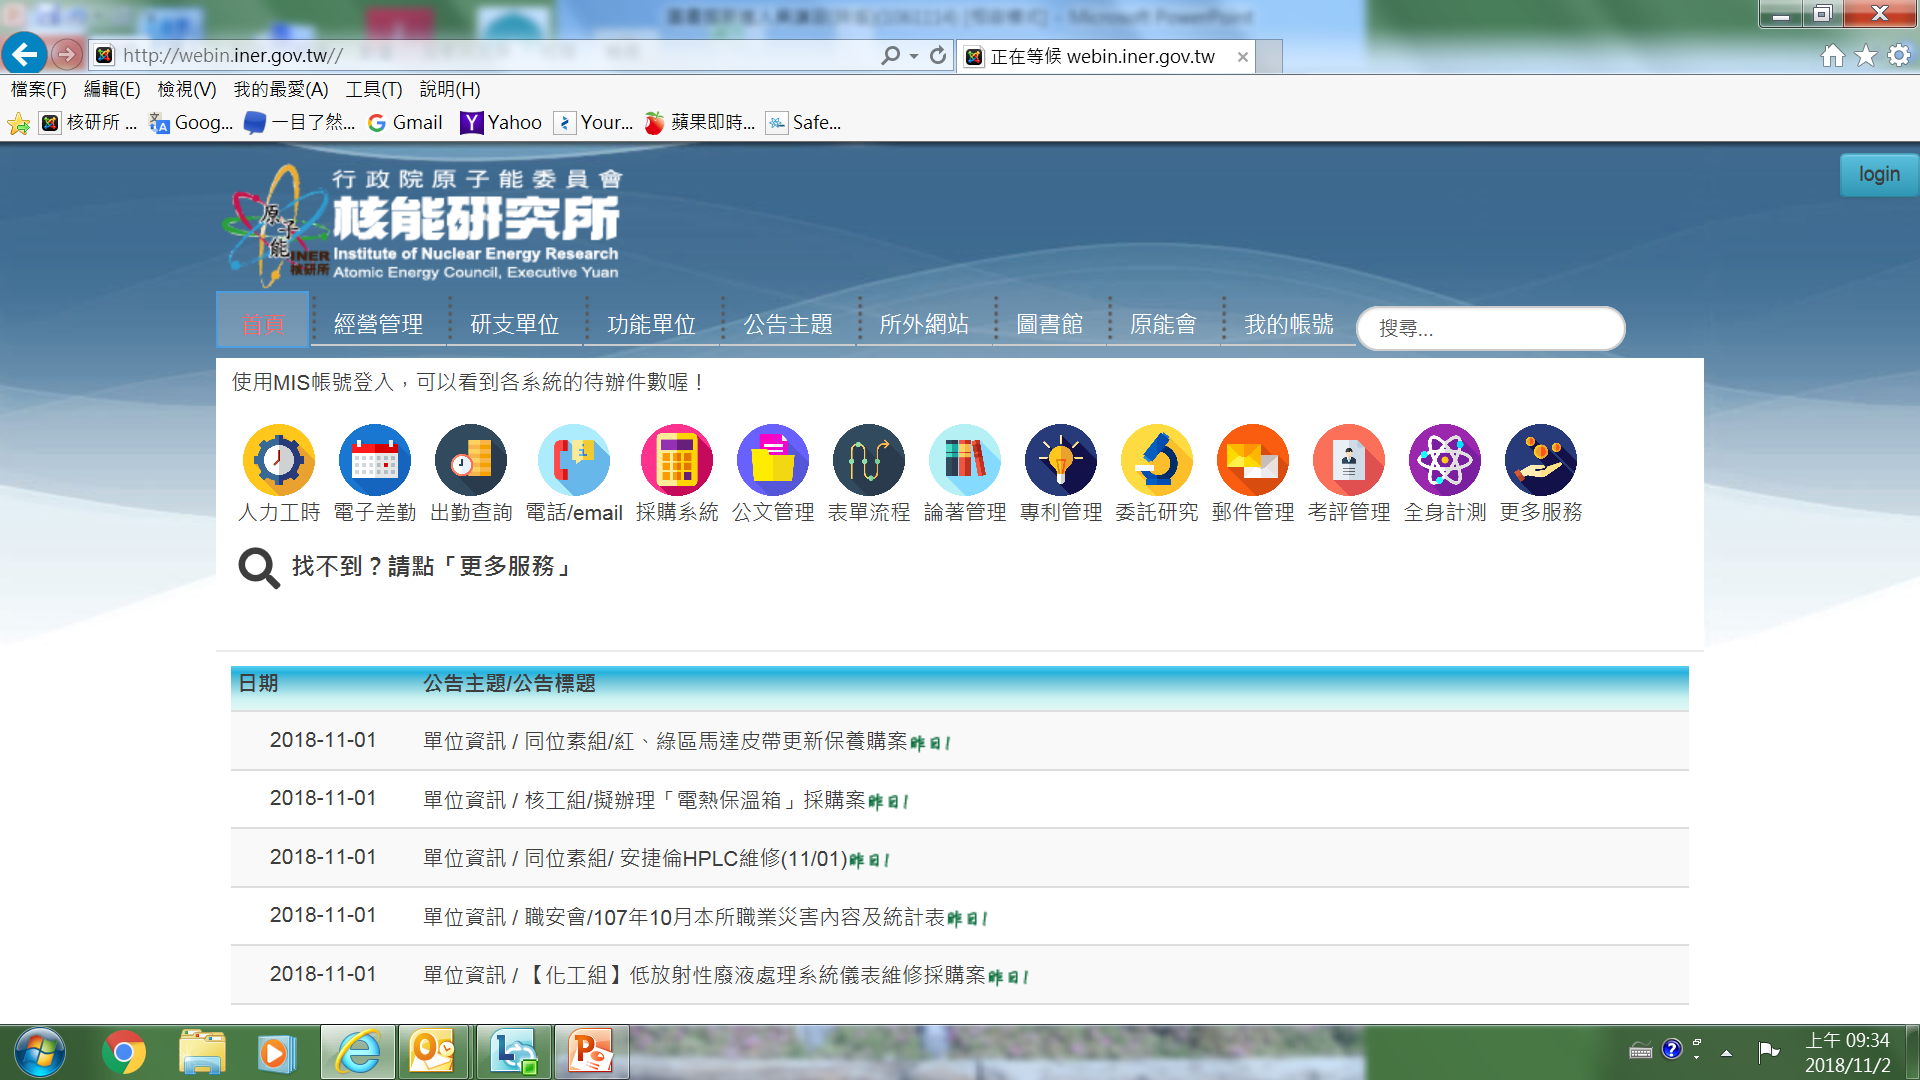 http://webin.iner.gov.tw//
正在等候 webin.iner.gov.tw
檔案(F) 編輯(E) 檢視(V) 我的最愛(A) 工具(T) 說明(H)
核研所 ... Goog... 一目了然... Gmail Yahoo Your... 蘋果即時... Safe...
login
行政院原子能委員會
核能研究所
Institute of Nuclear Energy Research
Atomic Energy Council, Executive Yuan
原子能
INER
核研所
首頁 經營管理 研支單位 功能單位 公告主題 所外網站 圖書館 原能會 我的帳號 搜尋...
使用MIS帳號登入，可以看到各系統的待辦件數喔！
人力工時 電子差勤 出勤查詢 電話/email 採購系統 公文管理 表單流程 論著管理 專利管理 委託研究 郵件管理 考評管理 全身計測 更多服務
找不到？請點「更多服務」
日期 公告主題/公告標題
2018-11-01 單位資訊 / 同位素組/紅、綠區馬達皮帶更新保養購案昨日!
2018-11-01 單位資訊 / 核工組/擬辦理「電熱保溫箱」採購案昨日!
2018-11-01 單位資訊 / 同位素組/ 安捷倫HPLC維修(11/01)昨日!
2018-11-01 單位資訊 / 職安會/107年10月本所職業災害內容及統計表昨日!
2018-11-01 單位資訊 / 【化工組】低放射性廢液處理系統儀表維修採購案昨日!
上午 09:34
2018/11/2